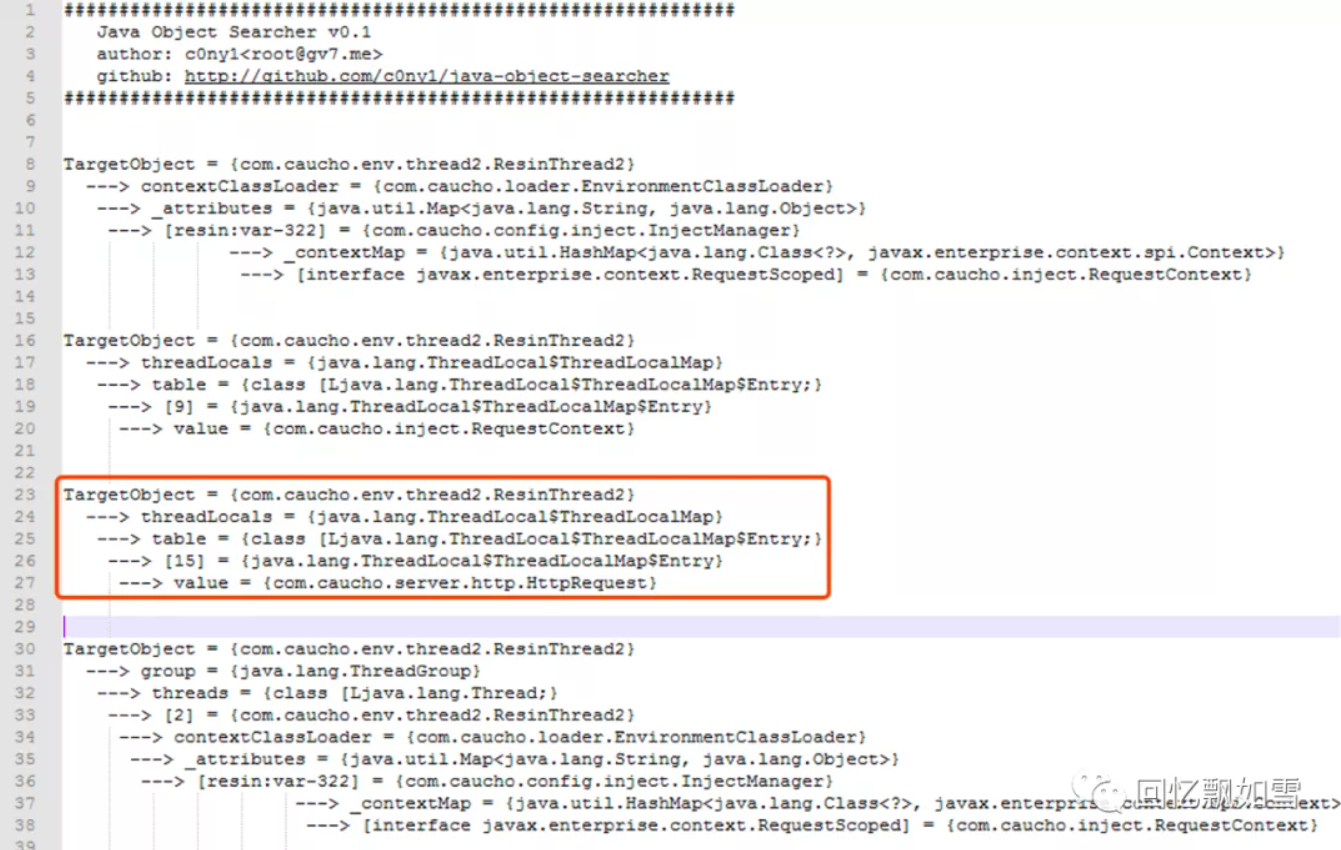 1 #############################################################
2 Java Object Searcher v0.1
3 author: c0ny1<root@gv7.me>
4 github: http://github.com/c0ny1/java-object-searcher
5 #############################################################
6
7
8 TargetObject = {com.caucho.env.thread2.ResinThread2}
9 ---> contextClassLoader = {com.caucho.loader.EnvironmentClassLoader}
10 ---> _attributes = {java.util.Map<java.lang.String, java.lang.Object>}
11 ---> [resin:var-322] = {com.caucho.config.inject.InjectManager}
12 ---> _contextMap = {java.util.HashMap<java.lang.Class<?>, javax.enterprise.context.spi.Context>}
13 ---> [interface javax.enterprise.context.RequestScoped] = {com.caucho.inject.RequestContext}
14
15
16 TargetObject = {com.caucho.env.thread2.ResinThread2}
17 ---> threadLocals = {java.lang.ThreadLocal$ThreadLocalMap}
18 ---> table = {class [Ljava.lang.ThreadLocal$ThreadLocalMap$Entry;}
19 ---> [9] = {java.lang.ThreadLocal$ThreadLocalMap$Entry}
20 ---> value = {com.caucho.inject.RequestContext}
21
22
23 TargetObject = {com.caucho.env.thread2.ResinThread2}
24 ---> threadLocals = {java.lang.ThreadLocal$ThreadLocalMap}
25 ---> table = {class [Ljava.lang.ThreadLocal$ThreadLocalMap$Entry;}
26 ---> [15] = {java.lang.ThreadLocal$ThreadLocalMap$Entry}
27 ---> value = {com.caucho.server.http.HttpRequest}
28
29
30 TargetObject = {com.caucho.env.thread2.ResinThread2}
31 ---> group = {java.lang.ThreadGroup}
32 ---> threads = {class [Ljava.lang.Thread;}
33 ---> [2] = {com.caucho.env.thread2.ResinThread2}
34 ---> contextClassLoader = {com.caucho.loader.EnvironmentClassLoader}
35 ---> _attributes = {java.util.Map<java.lang.String, java.lang.Object>}
36 ---> [resin:var-322] = {com.caucho.config.inject.InjectManager}
37 ---> _contextMap = {java.util.HashMap<java.lang.Class<?>, javax.enterprise.context.spi.Context>
38 ---> [interface javax.enterprise.context.RequestScoped] = {com.caucho.inject.RequestContext}
39
回忆飘如雪